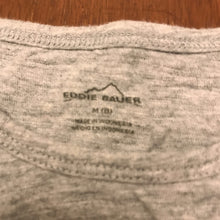 EDDIE BAUER
M (B)
MADE IN INDONESIA
HECHO EN INDONESIA